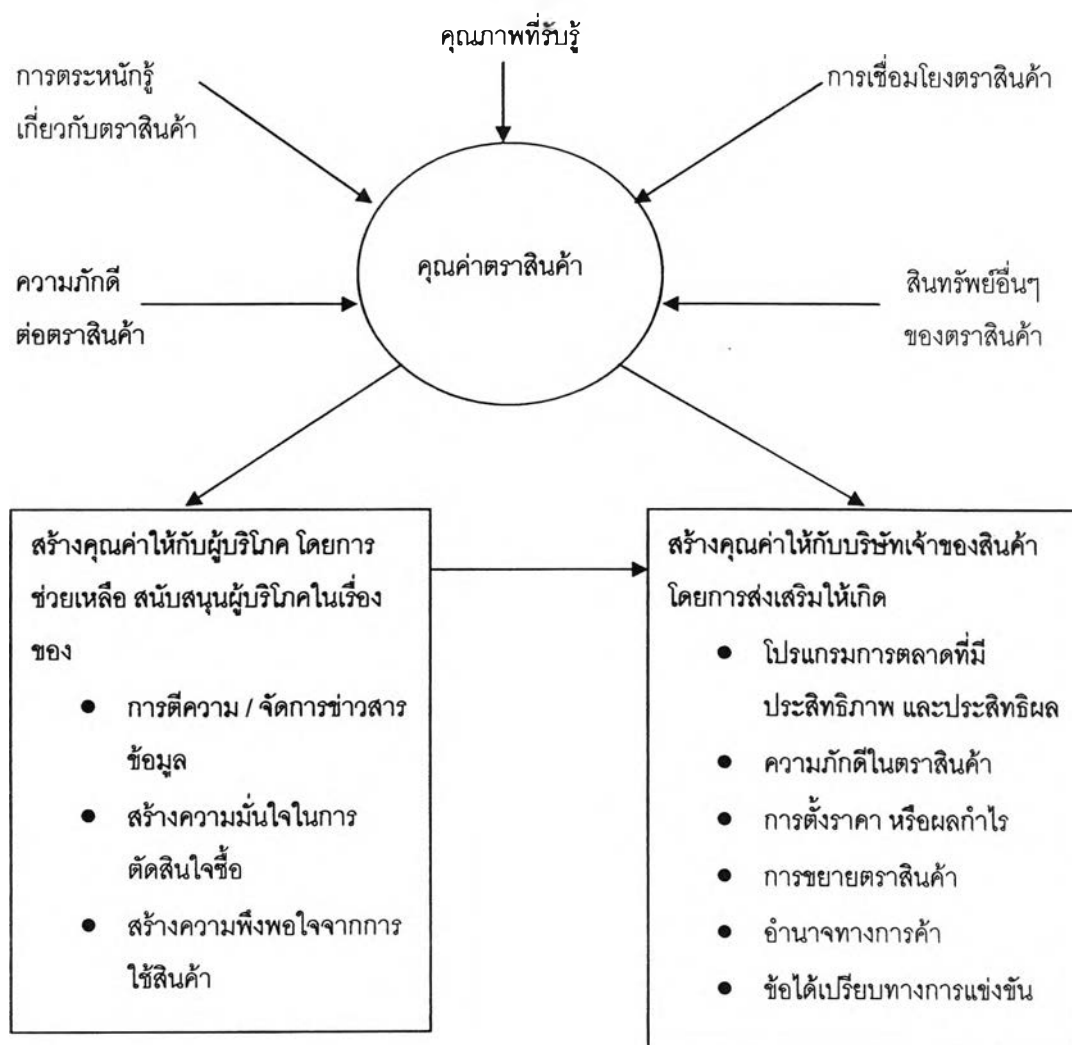 คุณภาพที่รับรู้
การตระหนักรู้
เกี่ยวกับตราสินค้า
การเชื่อมโยงตราสินค้า
คุณค่าตราสินค้า
ความภักดี
ต่อตราสินค้า
สินทรัพย์อื่นๆ
ของตราสินค้า
สร้างคุณค่าให้กับผู้บริโภค โดยการ
ช่วยเหลือ สนับสนุนผู้บริโภคในเรื่อง
ของ
● การตีความ / จัดการข่าวสาร
ข้อมูล
● สร้างความมั่นใจในการ
ตัดสินใจซื้อ
● สร้างความพึงพอใจจากการ
ใช้สินค้า
สร้างคุณค่าให้กับบริษัทเจ้าของสินค้า
โดยการส่งเสริมให้เกิด
● โปรแกรมการตลาดที่มี
ประสิทธิภาพ และประสิทธิผล
● ความภักดีในตราสินค้า
● การตั้งราคา หรือผลกำไร
● การขยายตราสินค้า
● อำนาจทางการค้า
● ข้อได้เปรียบทางการแข่งขัน